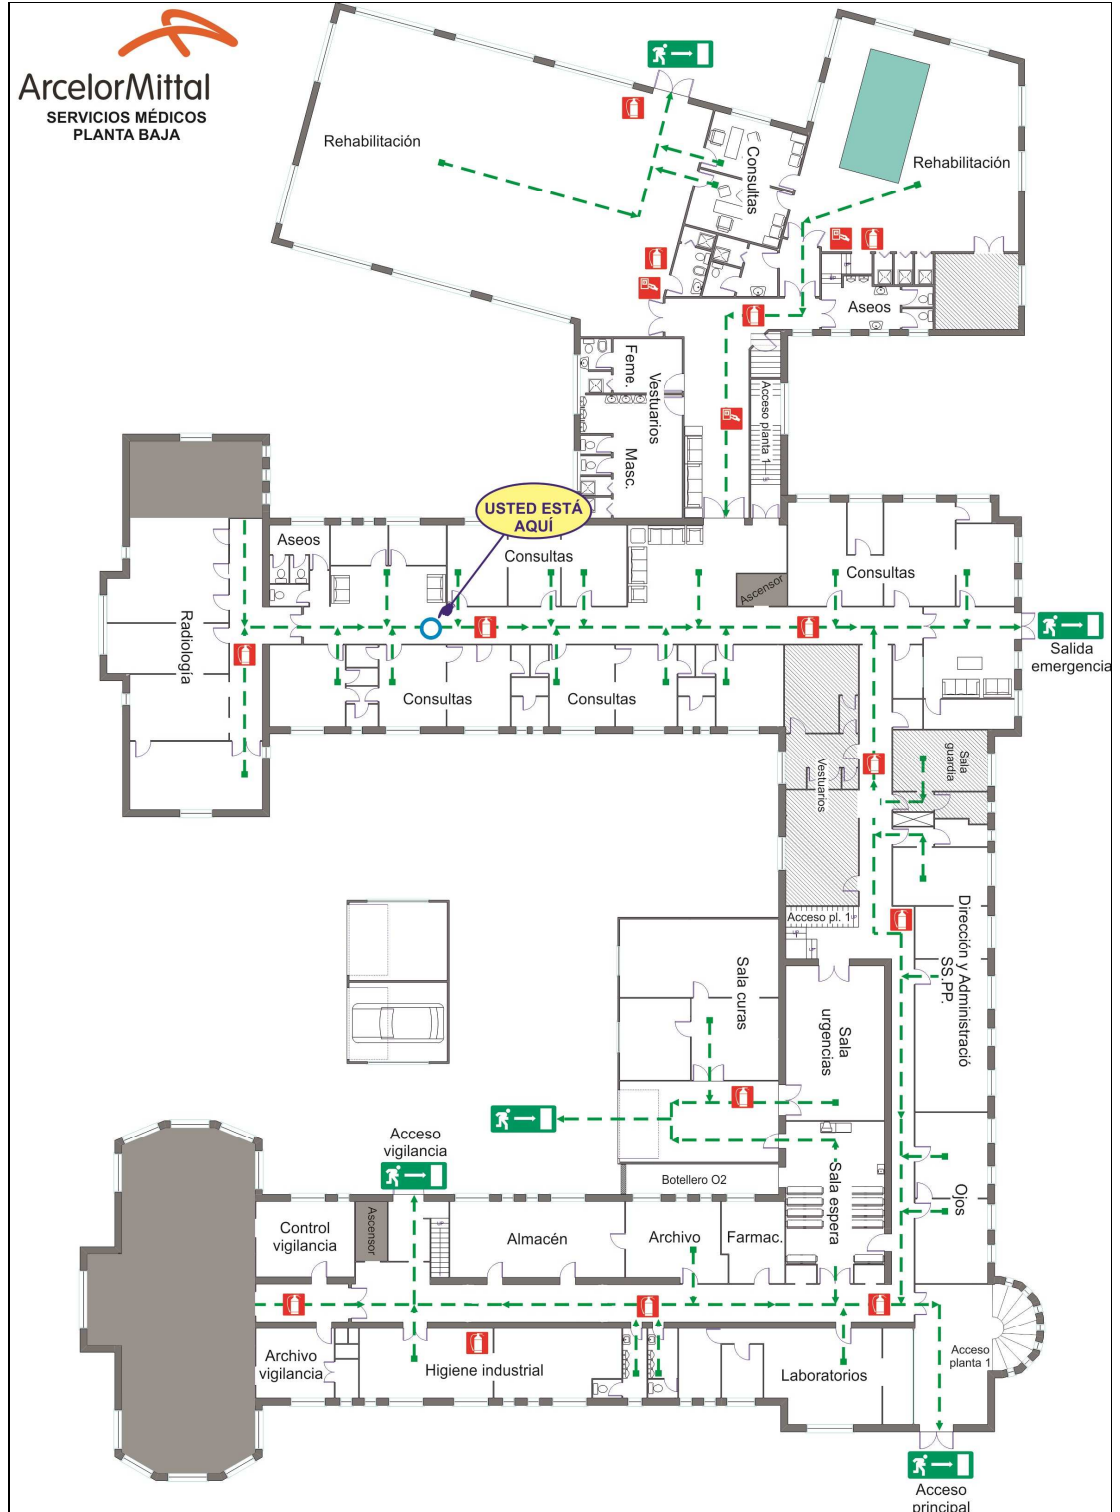 ArcelorMittal
SERVICIOS MÉDICOS
PLANTA BAJA
Rehabilitación
Consultas
Rehabilitación
Aseos
Feme.
Vestuarios
Masc.
Acceso planta 1
USTED ESTÁ
AQUÍ
Aseos
Consultas
Ascensor
Consultas
Radiología
Salida
emergencia
Consultas
Consultas
Sala
guardia
Vestuarios
Acceso pl. 1
Dirección y Administració
SS.PP.
Sala curas
Sala
urgencias
Acceso
vigilancia
Botellero O2
Sala espera
Ojos
Control
vigilancia
Ascensor
Almacén
Archivo
Farmac.
Archivo
vigilancia
Higiene industrial
Laboratorios
Acceso
planta 1
Acceso
principal